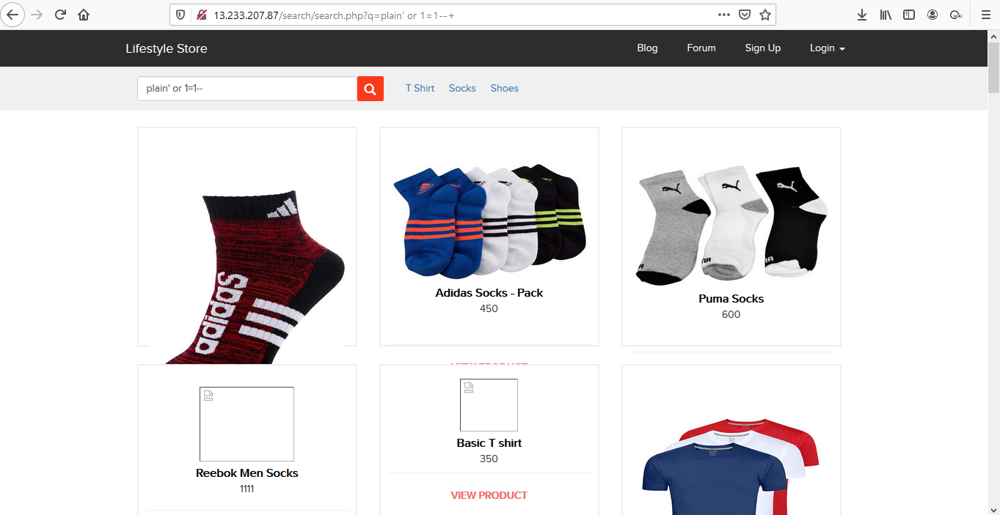 13.233.207.87/search/search.php?q=plain' or 1=1--+
Lifestyle Store
Blog
Forum
Sign Up
Login
plain' or 1=1--
T Shirt
Socks
Shoes
adidas
Adidas Socks - Pack
450
Puma Socks
600
VIEW PRODUCT
Reebok Men Socks
1111
Basic T shirt
350
VIEW PRODUCT